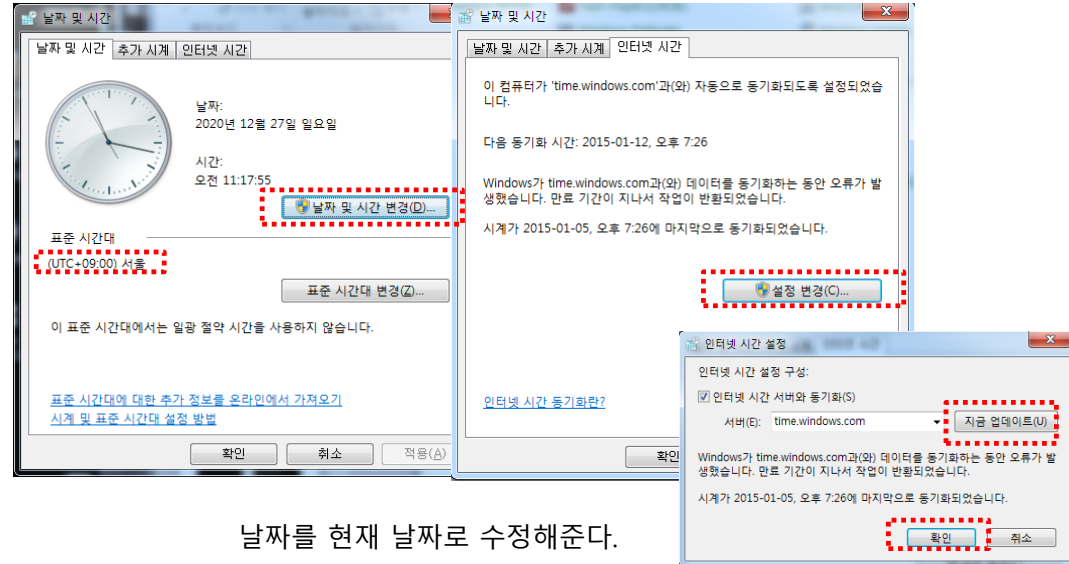 날짜 및 시간
날짜 및 시간 추가 시계 인터넷 시간
날짜:
2020년 12월 27일 일요일
시간:
오전 11:17:55
날짜 및 시간 변경(D)...
표준 시간대
(UTC+09:00) 서울
표준 시간대 변경(Z)...
이 표준 시간대에서는 일광 절약 시간을 사용하지 않습니다.
표준 시간대에 대한 추가 정보를 온라인에서 가져오기
시계 및 표준 시간대 설정 방법
확인 취소 적용(A)
날짜 및 시간
날짜 및 시간 추가 시계 인터넷 시간
이 컴퓨터가 'time.windows.com'과(와) 자동으로 동기화되도록 설정되었습
니다.
다음 동기화 시간: 2015-01-12, 오후 7:26
Windows가 time.windows.com과(와) 데이터를 동기화하는 동안 오류가 발
생했습니다. 만료 기간이 지나서 작업이 반환되었습니다.
시계가 2015-01-05, 오후 7:26에 마지막으로 동기화되었습니다.
설정 변경(C)...
인터넷 시간 동기화란?
확인
인터넷 시간 설정
인터넷 시간 설정 구성:
인터넷 시간 서버와 동기화(S)
서버(E): time.windows.com 지금 업데이트(U)
Windows가 time.windows.com과(와) 데이터를 동기화하는 동안 오류가 발
생했습니다. 만료 기간이 지나서 작업이 반환되었습니다.
시계가 2015-01-05, 오후 7:26에 마지막으로 동기화되었습니다.
확인 취소
날짜를 현재 날짜로 수정해준다.